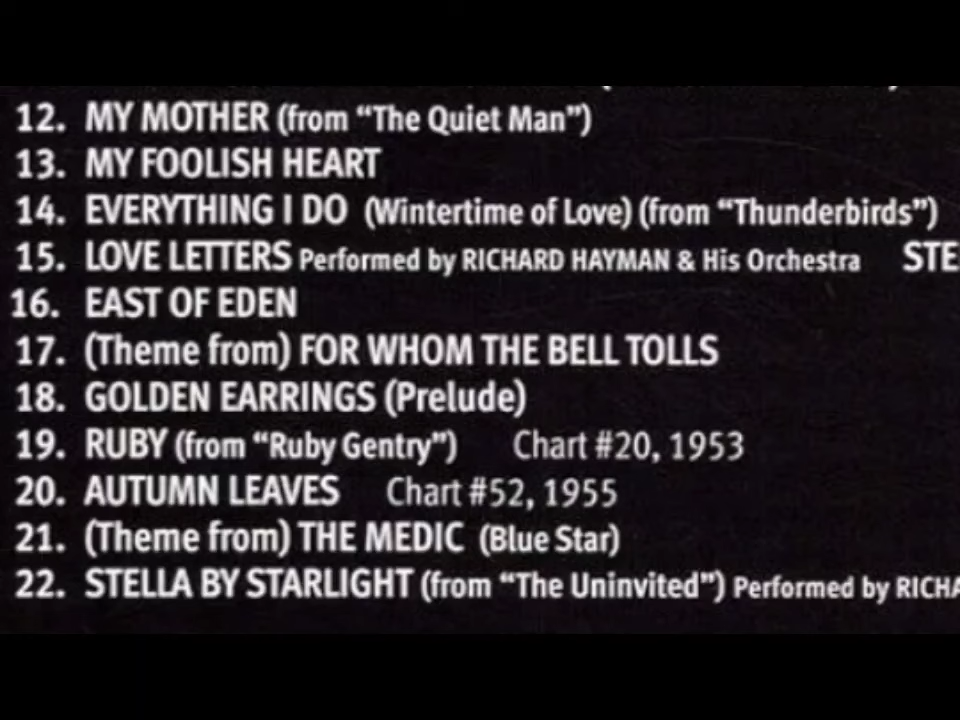 12. MY MOTHER (from “The Quiet Man”)
13. MY FOOLISH HEART
14. EVERYTHING I DO (Wintertime of Love) (from “Thunderbirds”)
15. LOVE LETTERS Performed by RICHARD HAYMAN & His Orchestra STE
16. EAST OF EDEN
17. (Theme from) FOR WHOM THE BELL TOLLS
18. GOLDEN EARRINGS (Prelude)
19. RUBY (from “Ruby Gentry”) Chart #20, 1953
20. AUTUMN LEAVES Chart #52, 1955
21. (Theme from) THE MEDIC (Blue Star)
22. STELLA BY STARLIGHT (from “The Uninvited”) Performed by RICHA